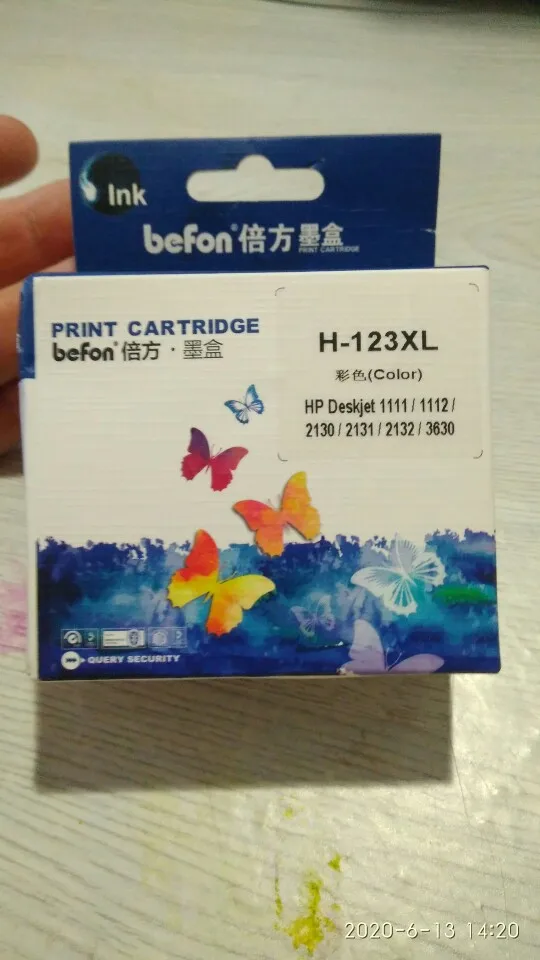 Ink
befon®倍方墨盒
PRINT CARTRIDGE
PRINT CARTRIDGE
befon®倍方·墨盒
H-123XL
彩色(Color)
HP Deskjet 1111 / 1112 /
2130 / 2131 / 2132 / 3630
QUERY SECURITY
2020-6-13 14:20